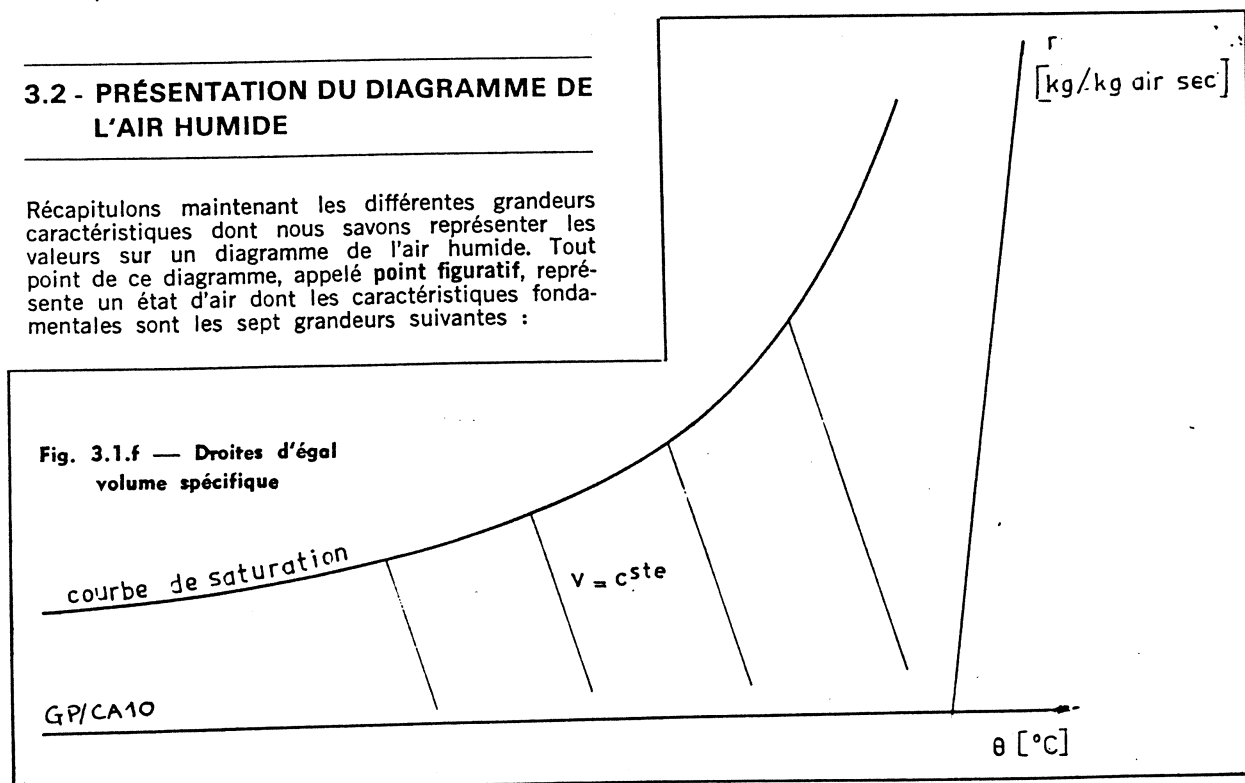 3.2 - PRÉSENTATION DU DIAGRAMME DE
L'AIR HUMIDE
Récapitulons maintenant les différentes grandeurs
caractéristiques dont nous savons représenter les
valeurs sur un diagramme de l'air humide. Tout
point de ce diagramme, appelé point figuratif, repré-
sente un état d'air dont les caractéristiques fonda-
mentales sont les sept grandeurs suivantes :
r
[kg/kg air sec]
Fig. 3.1.f — Droites d'égal
volume spécifique
courbe de saturation
v = cste
GP/CA10
θ [°C]